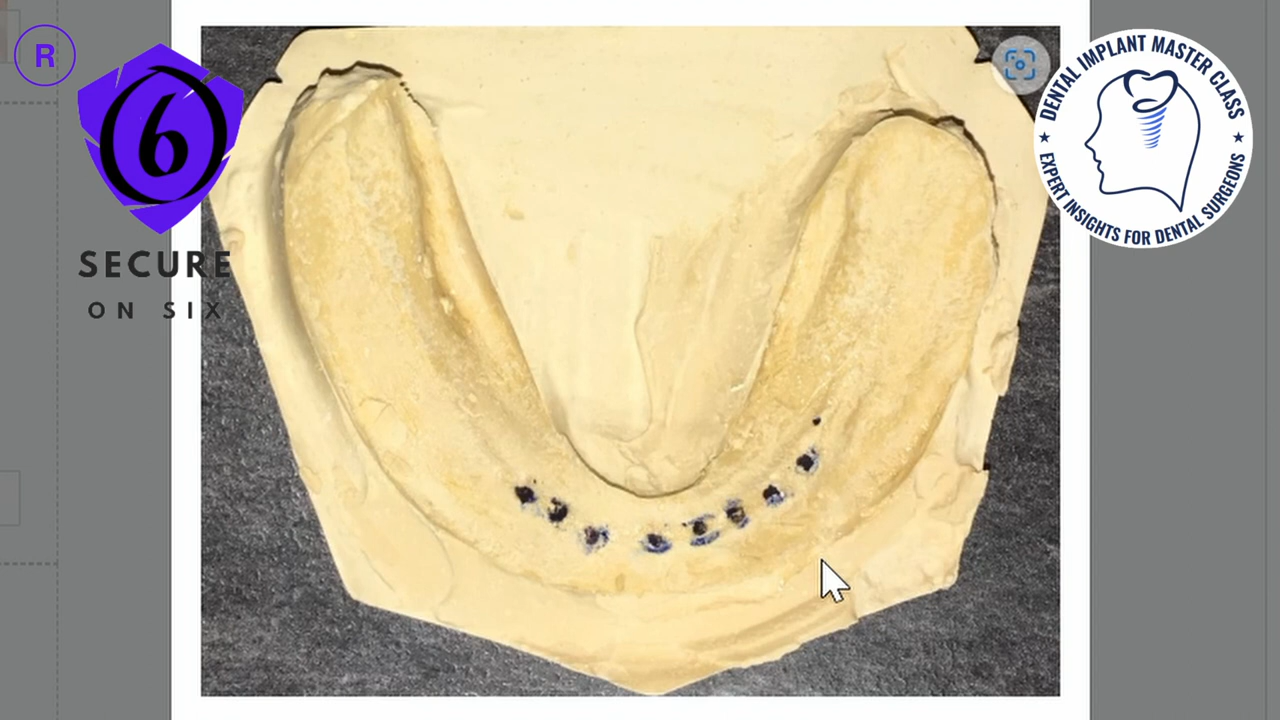 R
6
SECURE
ON SIX
DENTAL IMPLANT MASTER CLASS
EXPERT INSIGHTS FOR DENTAL SURGEONS